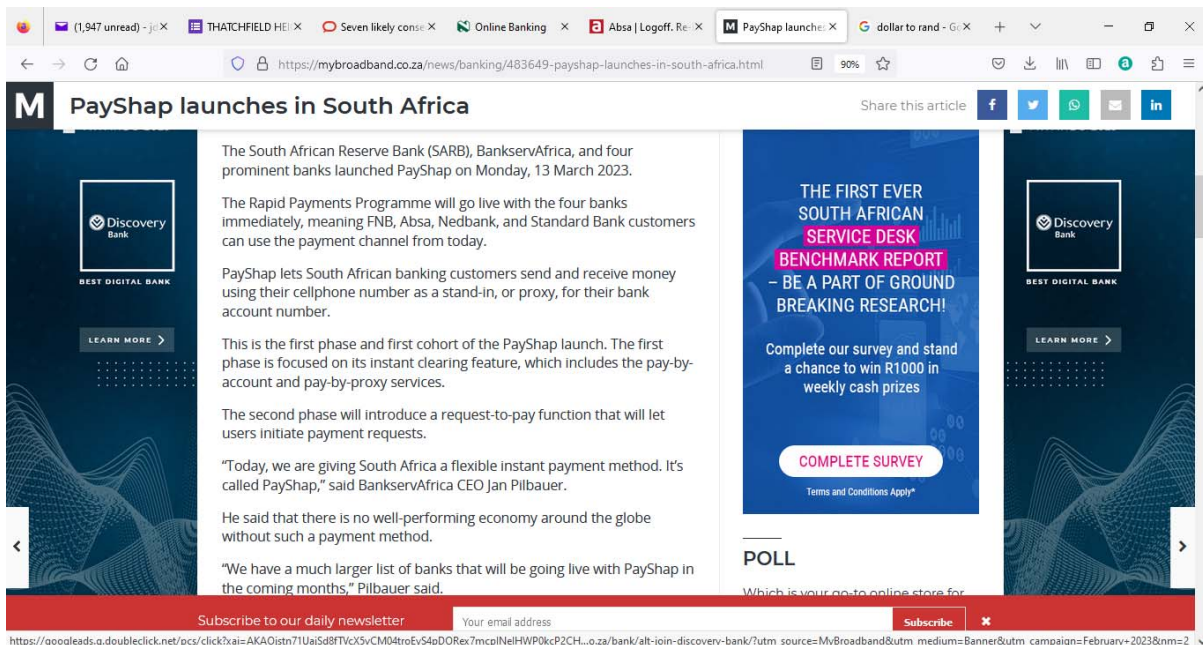 (1,947 unread) - jc
THATCHFIELD HE
Seven likely conse
Online Banking
Absa | Logoff. Re
PayShap launche
dollar to rand - Go
https://mybroadband.co.za/news/banking/483649-payshap-launches-in-south-africa.html
90%
M PayShap launches in South Africa
Share this article
The South African Reserve Bank (SARB), BankservAfrica, and four
prominent banks launched PayShap on Monday, 13 March 2023.
The Rapid Payments Programme will go live with the four banks
immediately, meaning FNB, Absa, Nedbank, and Standard Bank customers
can use the payment channel from today.
PayShap lets South African banking customers send and receive money
using their cellphone number as a stand-in, or proxy, for their bank
account number.
This is the first phase and first cohort of the PayShap launch. The first
phase is focused on its instant clearing feature, which includes the pay-by-
account and pay-by-proxy services.
The second phase will introduce a request-to-pay function that will let
users initiate payment requests.
“Today, we are giving South Africa a flexible instant payment method. It’s
called PayShap,” said BankservAfrica CEO Jan Pilbauer.
He said that there is no well-performing economy around the globe
without such a payment method.
“We have a much larger list of banks that will be going live with PayShap in
the coming months,” Pilbauer said.
Discovery
Bank
BEST DIGITAL BANK
LEARN MORE
THE FIRST EVER
SOUTH AFRICAN
SERVICE DESK
BENCHMARK REPORT
– BE A PART OF GROUND
BREAKING RESEARCH!
Complete our survey and stand
a chance to win R1000 in
weekly cash prizes
COMPLETE SURVEY
Terms and Conditions Apply*
POLL
Which is your go-to online store for
Discovery
Bank
BEST DIGITAL BANK
LEARN MORE
Subscribe to our daily newsletter
Your email address
Subscribe